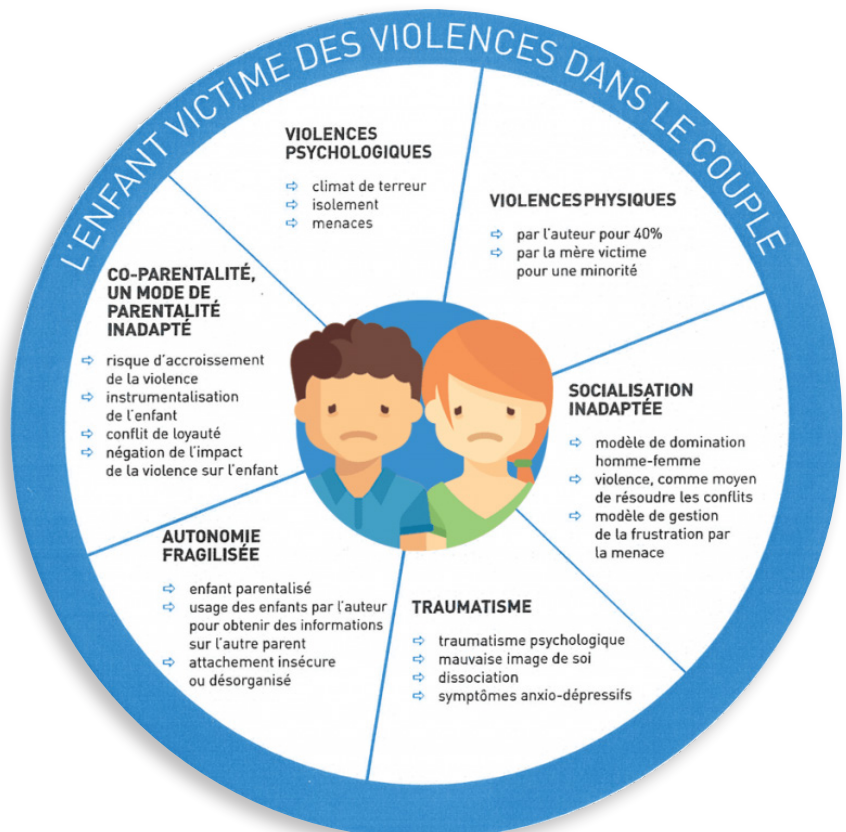 L'ENFANT VICTIME DES VIOLENCES DANS LE COUPLE
VIOLENCES
PSYCHOLOGIQUES
⇨ climat de terreur
⇨ isolement
⇨ menaces
VIOLENCES PHYSIQUES
⇨ par l'auteur pour 40%
⇨ par la mère victime
pour une minorité
SOCIALISATION
INADAPTÉE
⇨ modèle de domination
homme-femme
⇨ violence, comme moyen
de résoudre les conflits
⇨ modèle de gestion
de la frustration par
la menace
TRAUMATISME
⇨ traumatisme psychologique
⇨ mauvaise image de soi
⇨ dissociation
⇨ symptômes anxio-dépressifs
AUTONOMIE
FRAGILISÉE
⇨ enfant parentalisé
⇨ usage des enfants par l'auteur
pour obtenir des informations
sur l'autre parent
⇨ attachement insécure
ou désorganisé
CO-PARENTALITÉ,
UN MODE DE
PARENTALITÉ
INADAPTÉ
⇨ risque d'accroissement
de la violence
⇨ instrumentalisation
de l'enfant
⇨ conflit de loyauté
⇨ négation de l'impact
de la violence sur l'enfant